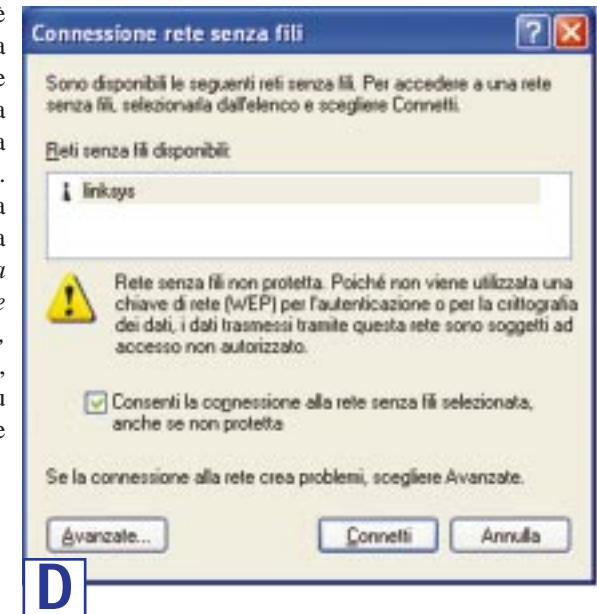 è
a
e
a
a
.
a
a
a
e
,
,
u
e
Connessione rete senza fili
Sono disponibili le seguenti reti senza fili. Per accedere a una rete
senza fili, selezionarla dall'elenco e scegliere Connetti.
Reti senza fili disponibili:
linksys
Rete senza fili non protetta. Poiché non viene utilizzata una
chiave di rete (WEP) per l'autenticazione o per la crittografia
dei dati, i dati trasmessi tramite questa rete sono soggetti ad
accesso non autorizzato.
Consenti la connessione alla rete senza fili selezionata,
anche se non protetta
Se la connessione alla rete crea problemi, scegliere Avanzate.
Avanzate... Connetti Annulla
D